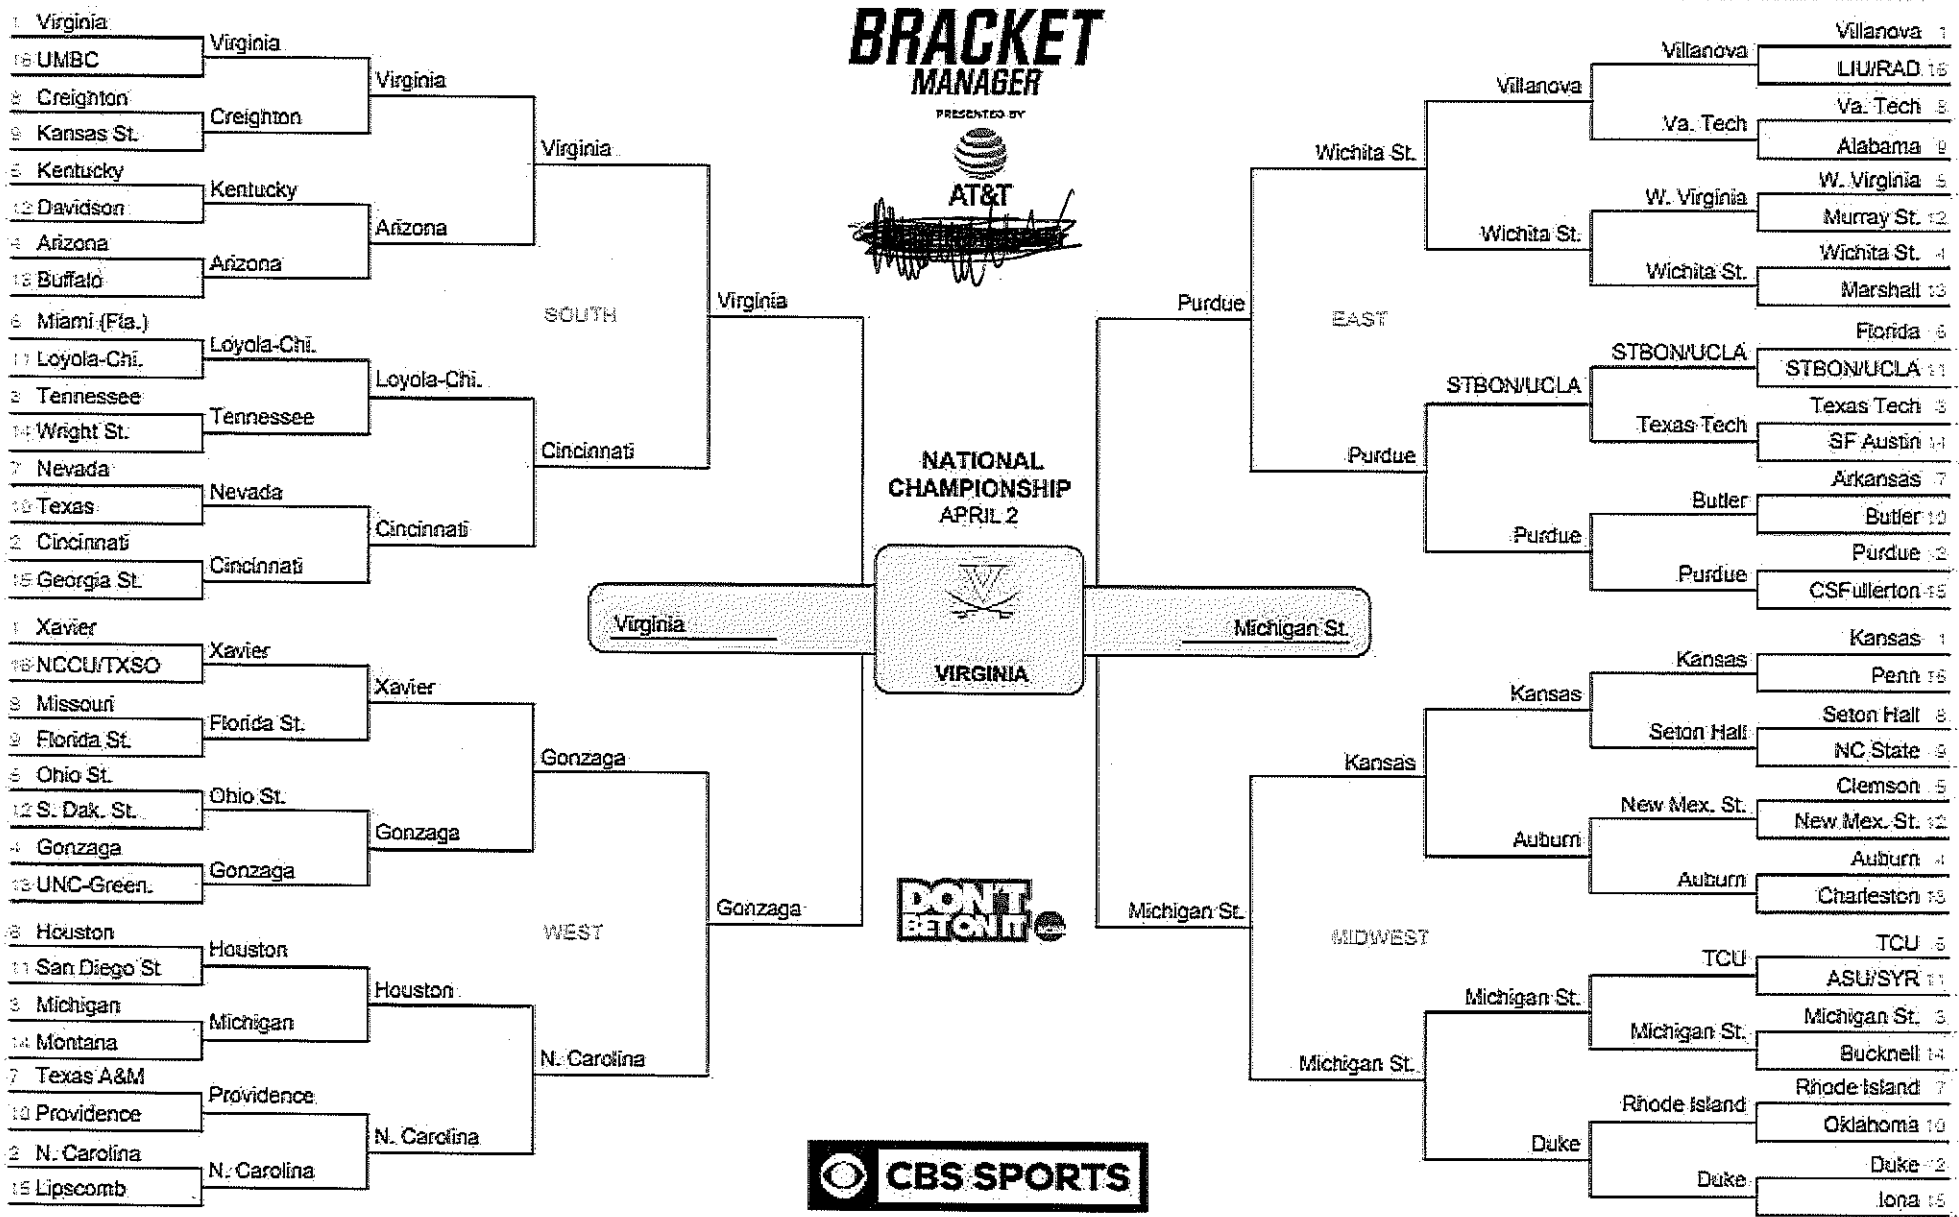 BRACKET
MANAGER
PRESENTED BY
AT&T
1 Virginia
16 UMBC
8 Creighton
9 Kansas St.
5 Kentucky
12 Davidson
4 Arizona
13 Buffalo
6 Miami (Fla.)
11 Loyola-Chi.
3 Tennessee
14 Wright St.
7 Nevada
10 Texas
2 Cincinnati
15 Georgia St.
Virginia
Creighton
Kentucky
Arizona
Loyola-Chi.
Tennessee
Nevada
Cincinnati
Virginia
Arizona
Loyola-Chi.
Cincinnati
Virginia
Cincinnati
SOUTH
Virginia
1 Xavier
16 NCCU/TXSO
8 Missouri
9 Florida St.
5 Ohio St.
12 S. Dak. St.
4 Gonzaga
13 UNC-Green.
6 Houston
11 San Diego St
3 Michigan
14 Montana
7 Texas A&M
10 Providence
2 N. Carolina
15 Lipscomb
Xavier
Florida St.
Ohio St.
Gonzaga
Houston
Michigan
Providence
N. Carolina
Xavier
Gonzaga
Houston
N. Carolina
Gonzaga
N. Carolina
WEST
Gonzaga
NATIONAL
CHAMPIONSHIP
APRIL 2
Virginia
VIRGINIA
Michigan St.
DON'T
BET ON IT
CBS SPORTS
Villanova 1
LIU/RAD 16
Va. Tech 8
Alabama 9
W. Virginia 5
Murray St. 12
Wichita St. 4
Marshall 13
Florida 6
STBON/UCLA 11
Texas Tech 3
SF Austin 14
Arkansas 7
Butler 10
Purdue 2
CSFullerton 15
Villanova
Va. Tech
W. Virginia
Wichita St.
STBON/UCLA
Texas Tech
Butler
Purdue
Villanova
Wichita St.
STBON/UCLA
Purdue
Wichita St.
Purdue
EAST
Purdue
Kansas 1
Penn 16
Seton Hall 8
NC State 9
Clemson 5
New Mex. St. 12
Auburn 4
Charleston 13
TCU 6
ASU/SYR 11
Michigan St. 3
Bucknell 14
Rhode Island 7
Oklahoma 10
Duke 2
Iona 15
Kansas
Seton Hall
New Mex. St.
Auburn
TCU
Michigan St.
Rhode Island
Duke
Kansas
Auburn
Michigan St.
Duke
Kansas
Michigan St.
MIDWEST
Michigan St.